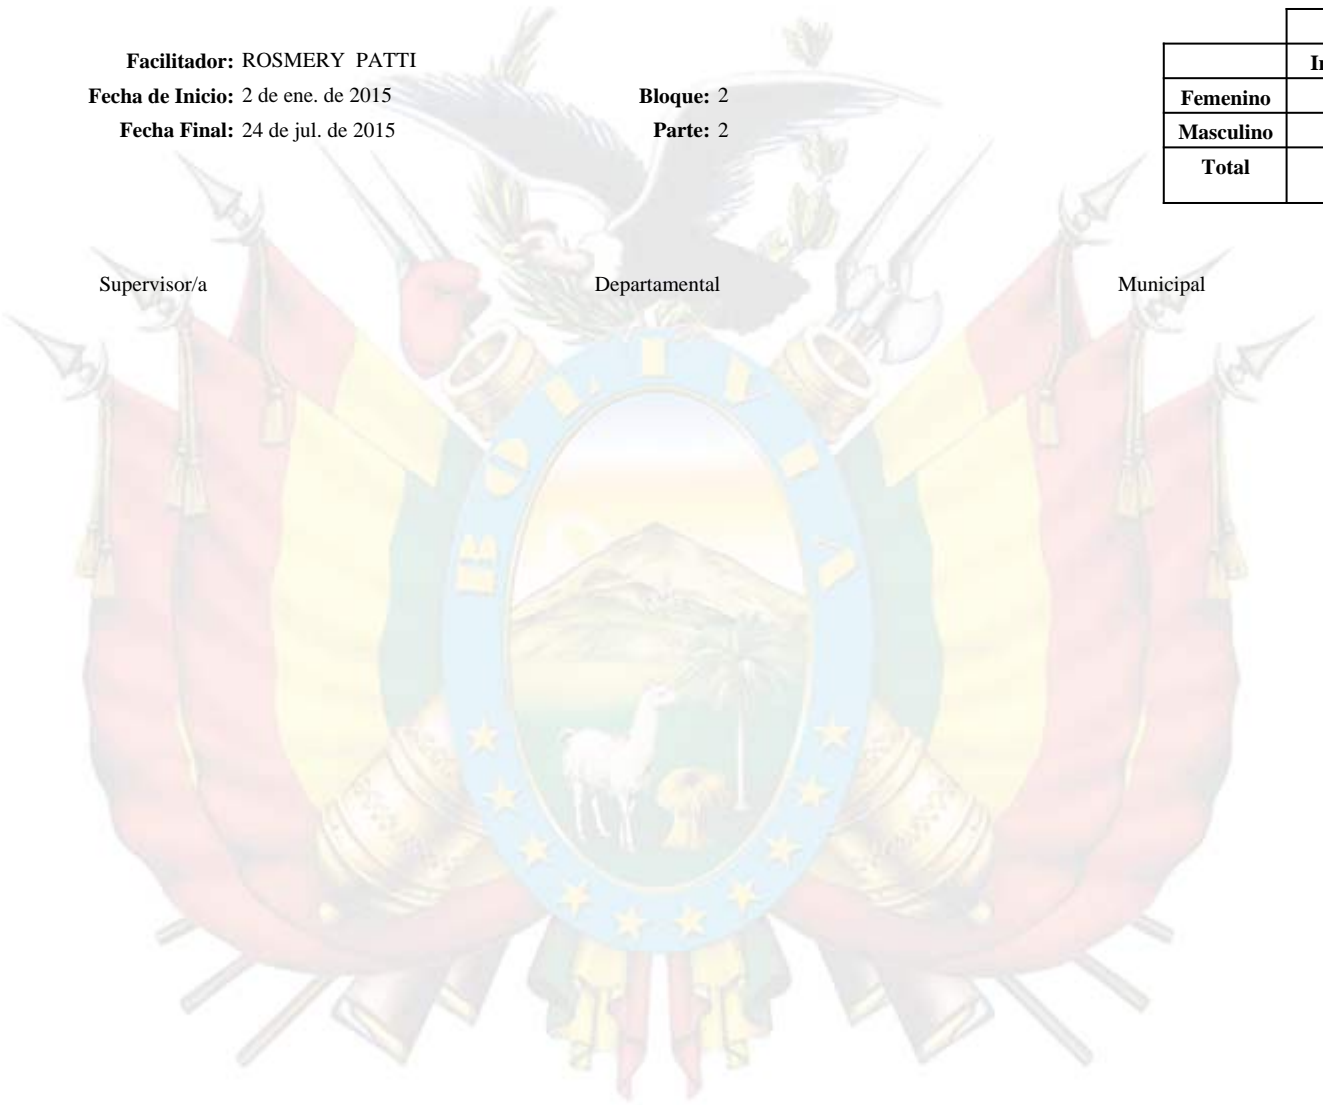 Facilitador: ROSMERY PATTI
Fecha de Inicio: 2 de ene. de 2015 Bloque: 2
Fecha Final: 24 de jul. de 2015 Parte: 2
Femenino
Masculino
Total
Supervisor/a Departamental Municipal
BOLIVIA